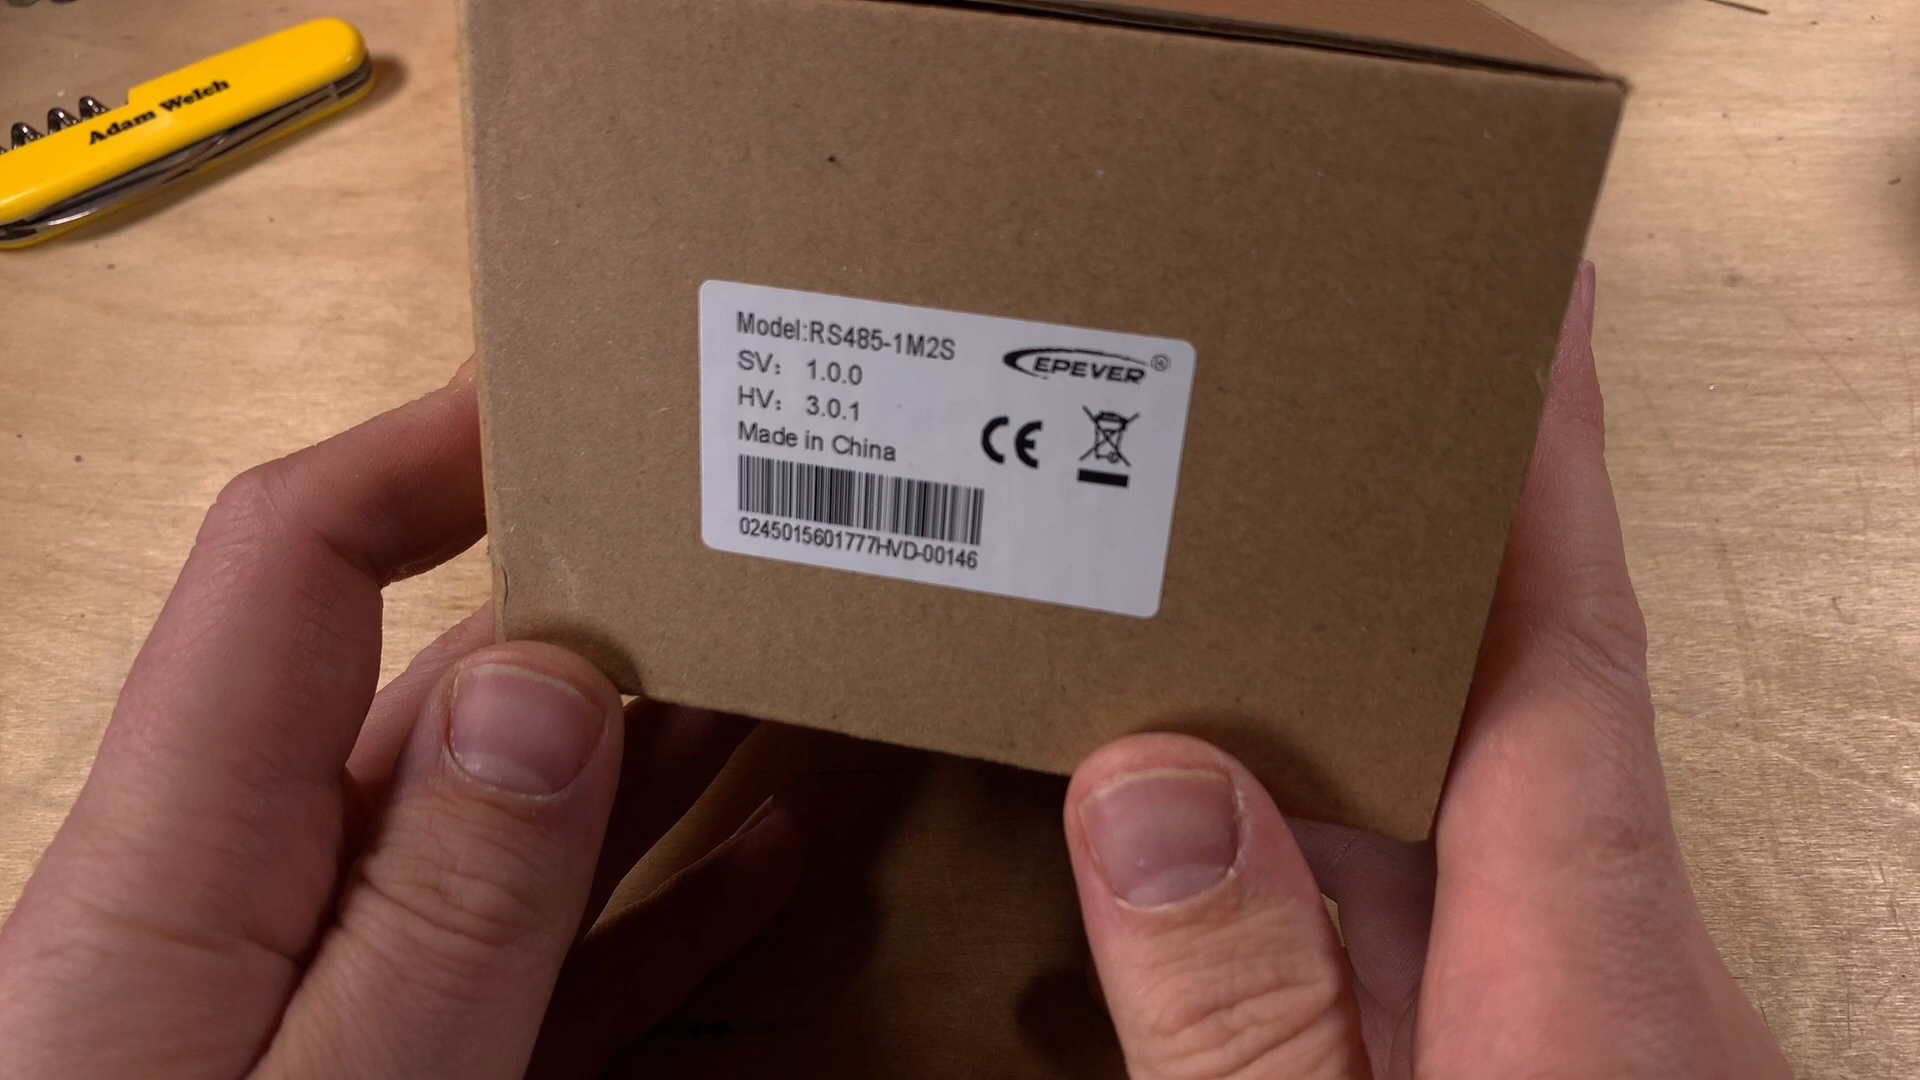 Adam Welch
Model:RS485-1M2S
SV: 1.0.0
HV: 3.0.1
Made in China
0245015601777HVD-00146
EPEVER®
CE